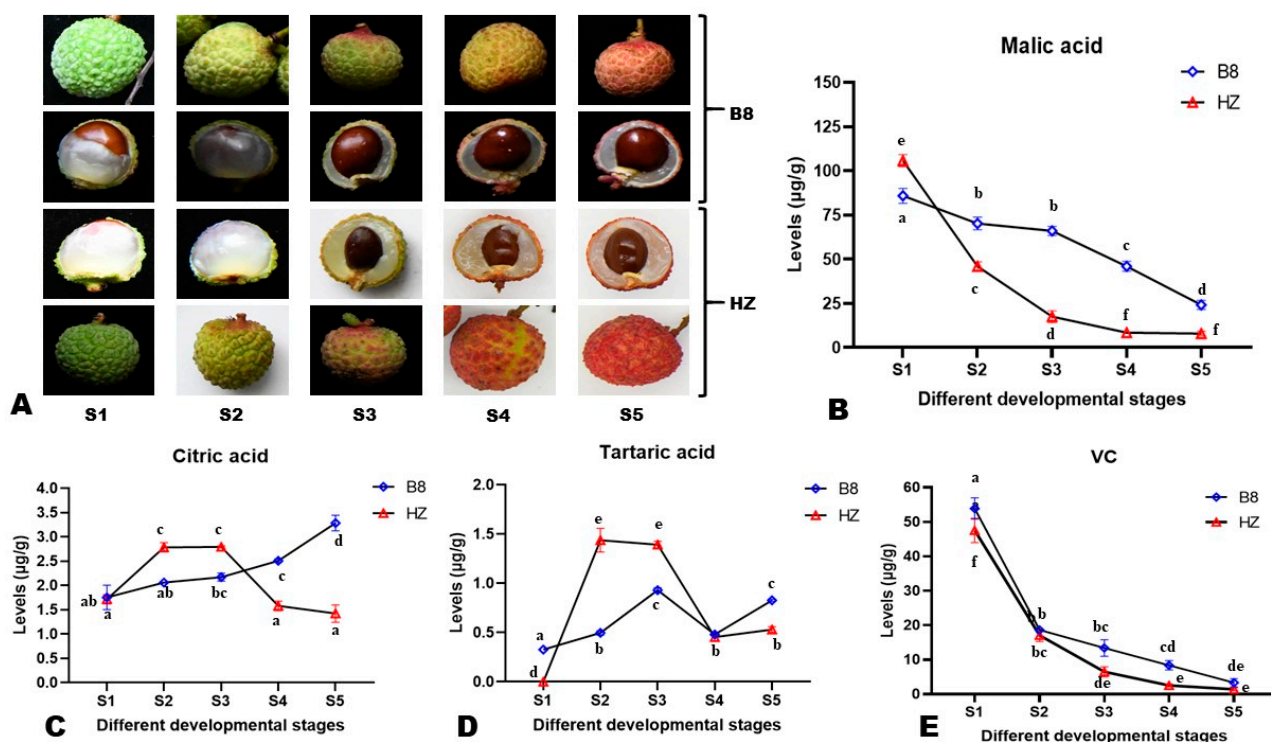 B8
HZ
S1 S2 S3 S4 S5
A
Malic acid
B8
HZ
Levels (µg/g)
150
125
100
75
50
25
0
e
a
b
c
b
d
c
f
d
f
S1 S2 S3 S4 S5
Different developmental stages
B
Citric acid
B8
HZ
Levels (µg/g)
4.0
3.5
3.0
2.5
2.0
1.5
1.0
0.5
0.0
ab
a
c
ab
c
bc
c
a
d
a
S1 S2 S3 S4 S5
Different developmental stages
C
Tartaric acid
B8
HZ
Levels (µg/g)
2.0
1.5
1.0
0.5
0.0
a
d
e
b
e
c
b
c
b
S1 S2 S3 S4 S5
Different developmental stages
D
VC
B8
HZ
Levels (µg/g)
60
50
40
30
20
10
0
a
f
b
bc
bc
de
cd
e
de
e
S1 S2 S3 S4 S5
Different developmental stages
E